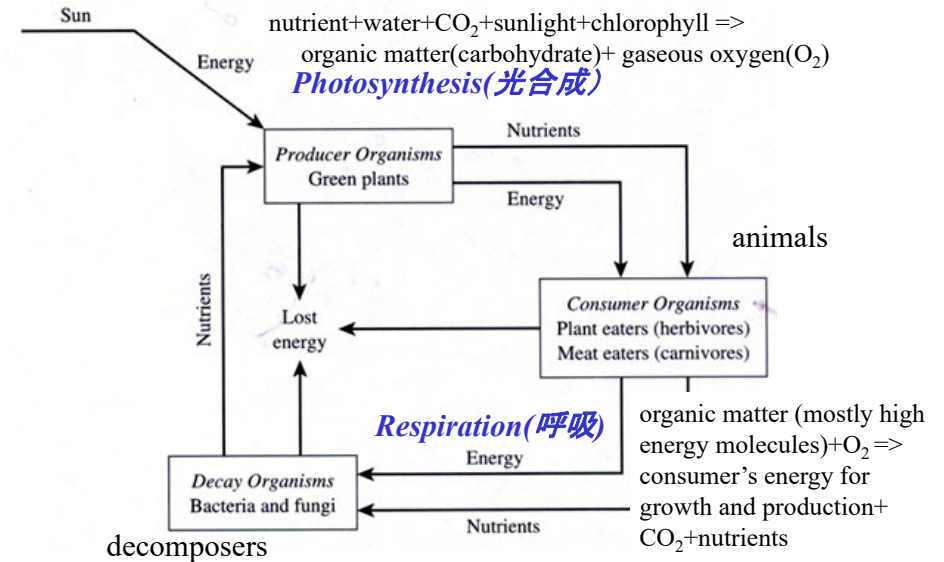 Sun
nutrient+water+CO₂+sunlight+chlorophyll =>
organic matter(carbohydrate)+ gaseous oxygen(O₂)
Energy
Photosynthesis(光合成）
Nutrients
Producer Organisms
Green plants
Energy
animals
Nutrients
Lost
energy
Consumer Organisms
Plant eaters (herbivores)
Meat eaters (carnivores)
Respiration(呼吸)
organic matter (mostly high
energy molecules)+O₂ =>
consumer’s energy for
growth and production+
CO₂+nutrients
Energy
Decay Organisms
Bacteria and fungi
Nutrients
decomposers